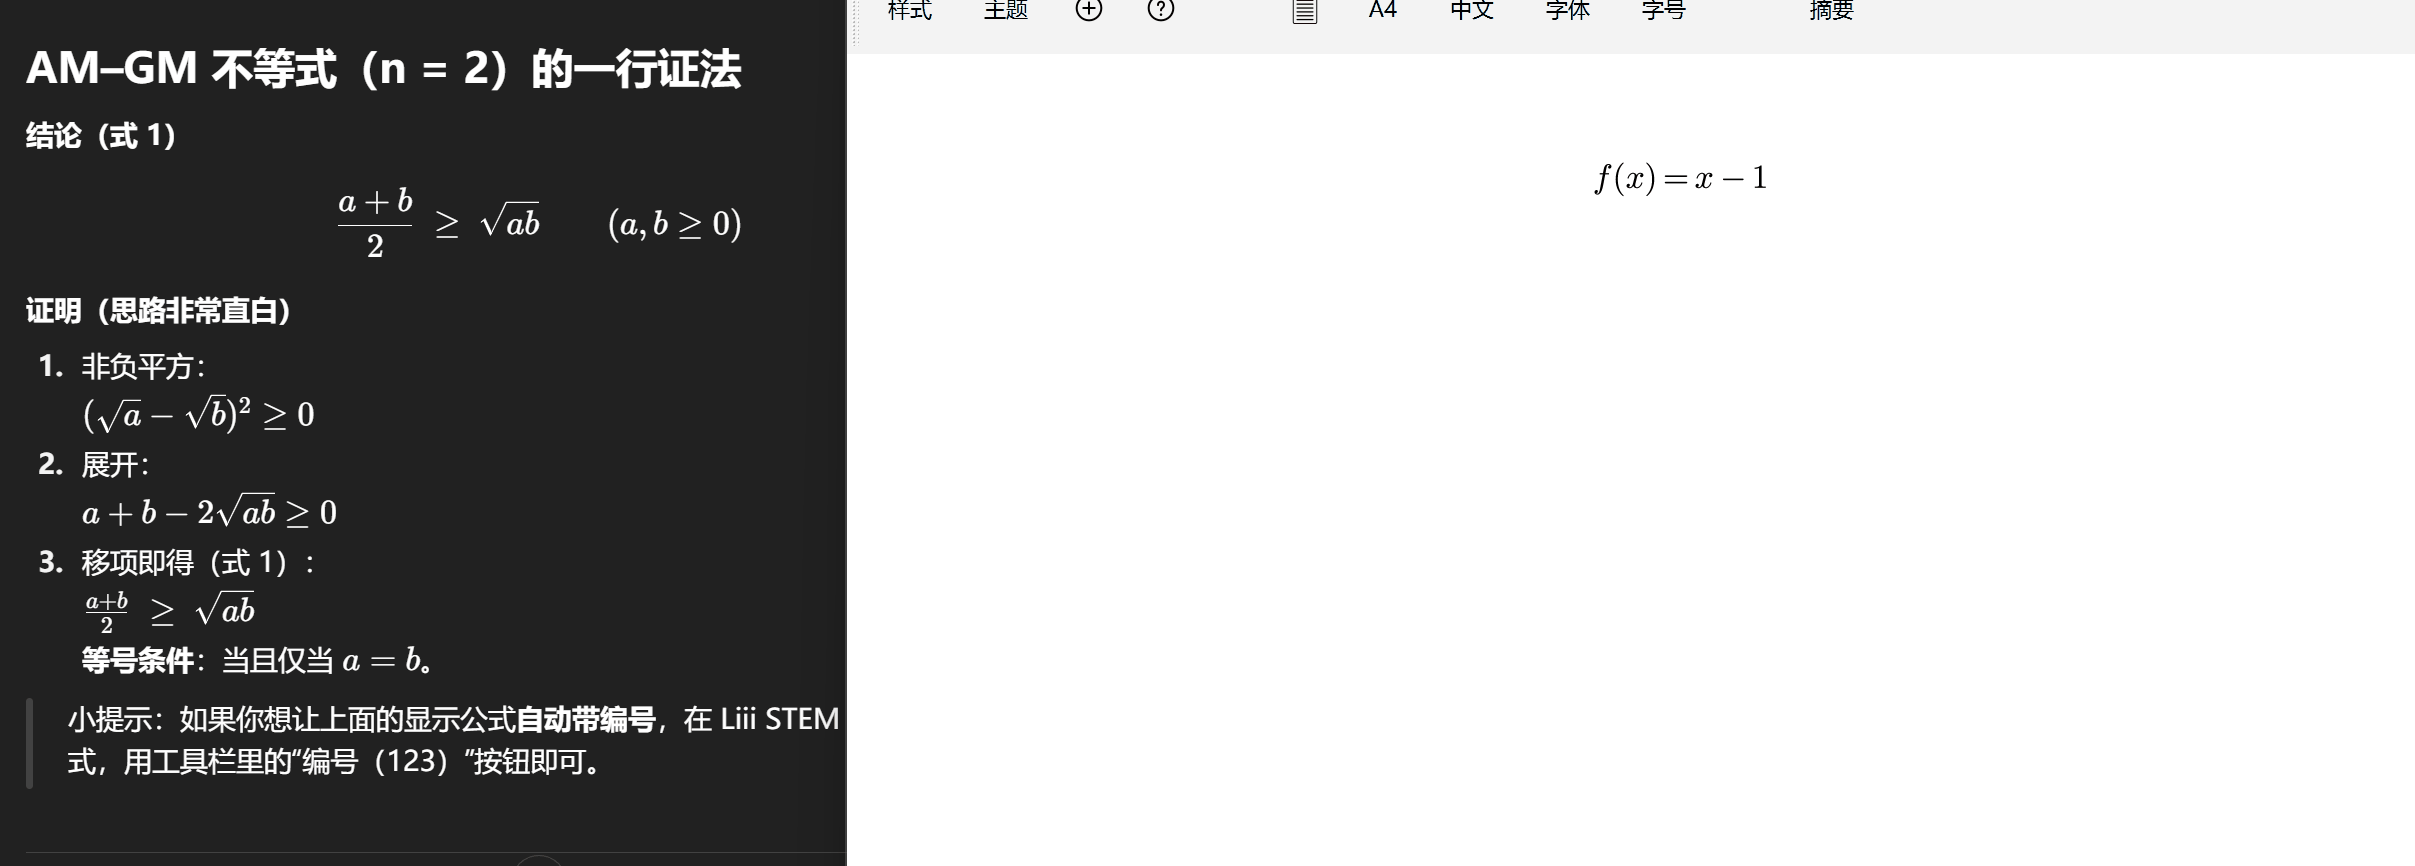 样式 主题 A4 中文 字体 字号 摘要
AM–GM 不等式（n = 2）的一行证法
结论（式 1）
\frac{a+b}{2} ≥ \sqrt{ab} (a, b ≥ 0)
证明（思路非常直白）
1. 非负平方：
(\sqrt{a} − \sqrt{b})^2 ≥ 0
2. 展开：
a + b − 2\sqrt{ab} ≥ 0
3. 移项即得（式 1）：
\frac{a+b}{2} ≥ \sqrt{ab}
等号条件：当且仅当 a = b。
小提示：如果你想让上面的显示公式自动带编号，在 Liii STEM
式，用工具栏里的“编号（123）”按钮即可。
f(x) = x − 1